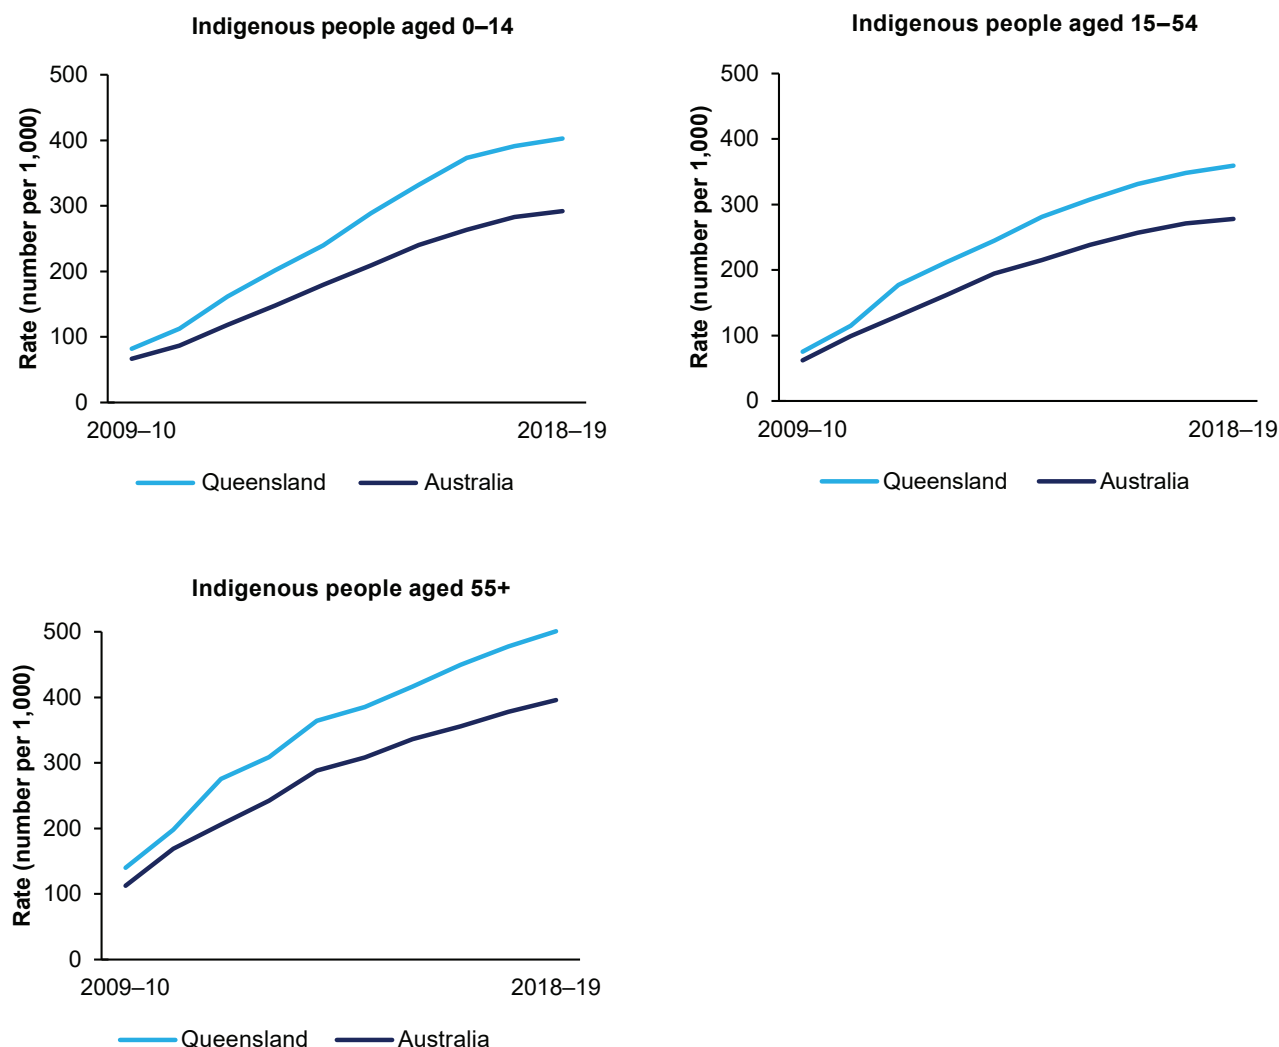 Indigenous people aged 0–14
Rate (number per 1,000)
500
400
300
200
100
0
2009–10
2018–19
Queensland
Australia
Indigenous people aged 15–54
Rate (number per 1,000)
500
400
300
200
100
0
2009–10
2018–19
Queensland
Australia
Indigenous people aged 55+
Rate (number per 1,000)
500
400
300
200
100
0
2009–10
2018–19
Queensland
Australia